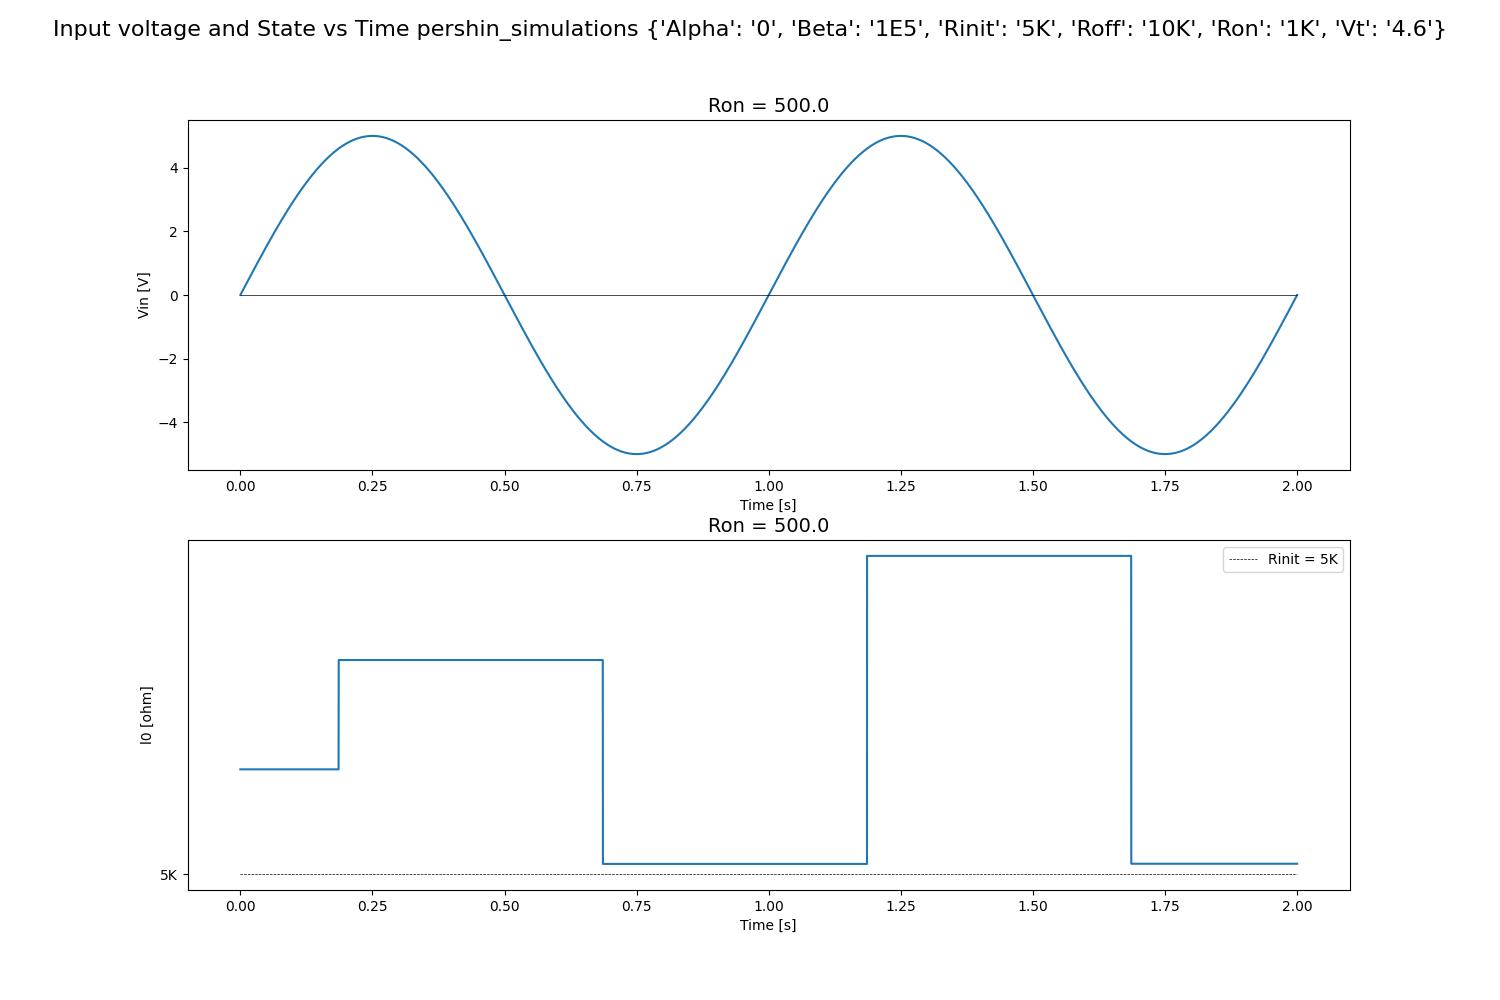 Input voltage and State vs Time pershin_simulations {'Alpha': '0', 'Beta': '1E5', 'Rinit': '5K', 'Roff': '10K', 'Ron': '1K', 'Vt': '4.6'}
Ron = 500.0
Vin [V]
4
2
0
−2
−4
0.00 0.25 0.50 0.75 1.00 1.25 1.50 1.75 2.00
Time [s]
Ron = 500.0
Rinit = 5K
l0 [ohm]
5K
0.00 0.25 0.50 0.75 1.00 1.25 1.50 1.75 2.00
Time [s]